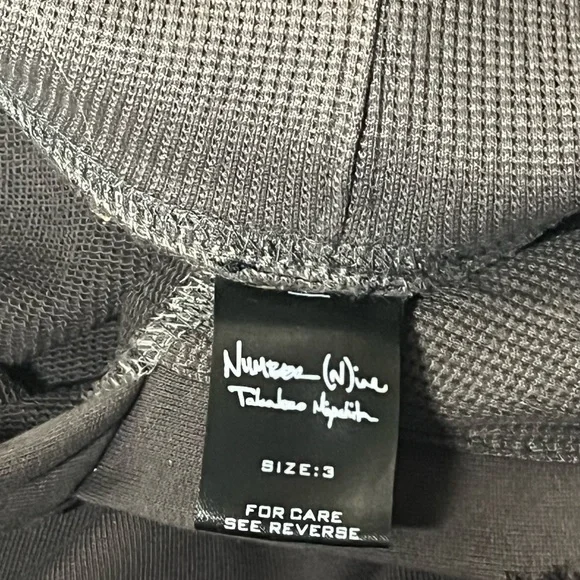 NUMBER (N)ine
Takahiro Miyashita
SIZE:3
FOR CARE
SEE REVERSE